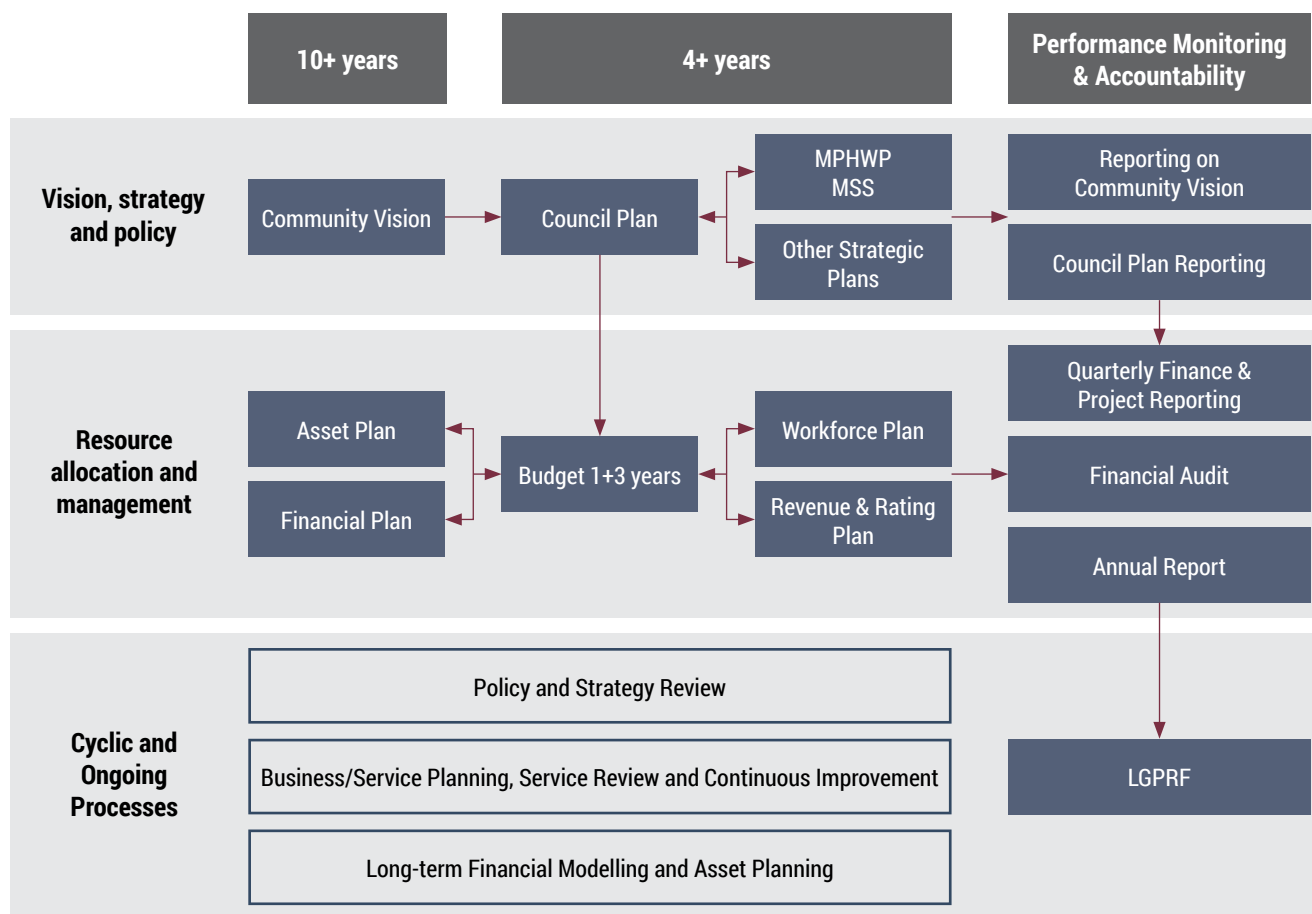 10+ years
4+ years
Performance Monitoring
& Accountability
Vision, strategy
and policy
Community Vision
Council Plan
MPHWP
MSS
Other Strategic
Plans
Reporting on
Community Vision
Council Plan Reporting
Resource
allocation and
management
Asset Plan
Financial Plan
Budget 1+3 years
Workforce Plan
Revenue & Rating
Plan
Quarterly Finance &
Project Reporting
Financial Audit
Annual Report
Cyclic and
Ongoing
Processes
Policy and Strategy Review
Business/Service Planning, Service Review and Continuous Improvement
Long-term Financial Modelling and Asset Planning
LGPRF